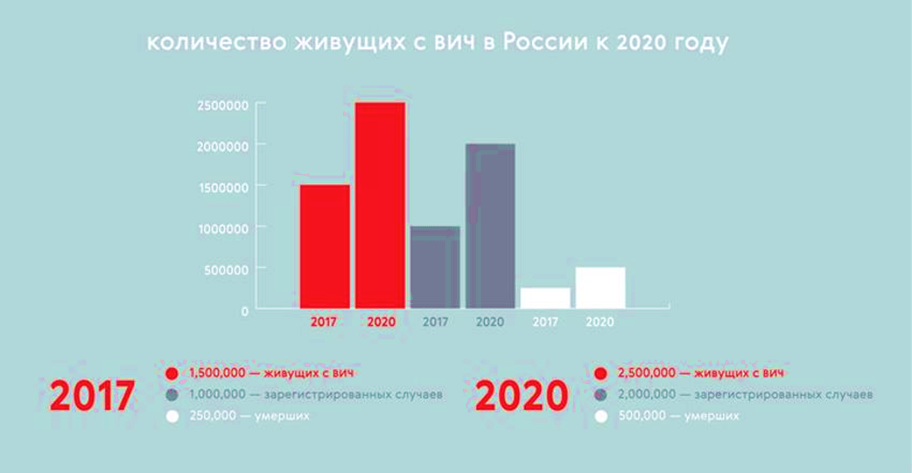 количество живущих с ВИЧ в России к 2020 году
2500000
2000000
1500000
1000000
500000
0
2017 2020 2017 2020 2017 2020
2017
1,500,000 — живущих с ВИЧ
1,000,000 — зарегистрированных случаев
250,000 — умерших
2020
2,500,000 — живущих с ВИЧ
2,000,000 — зарегистрированных случаев
500,000 — умерших